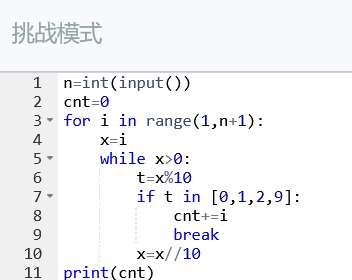 挑战模式
1 n=int(input())
2 cnt=0
3 for i in range(1,n+1):
4     x=i
5     while x>0:
6         t=x%10
7         if t in [0,1,2,9]:
8             cnt+=i
9             break
10         x=x//10
11 print(cnt)